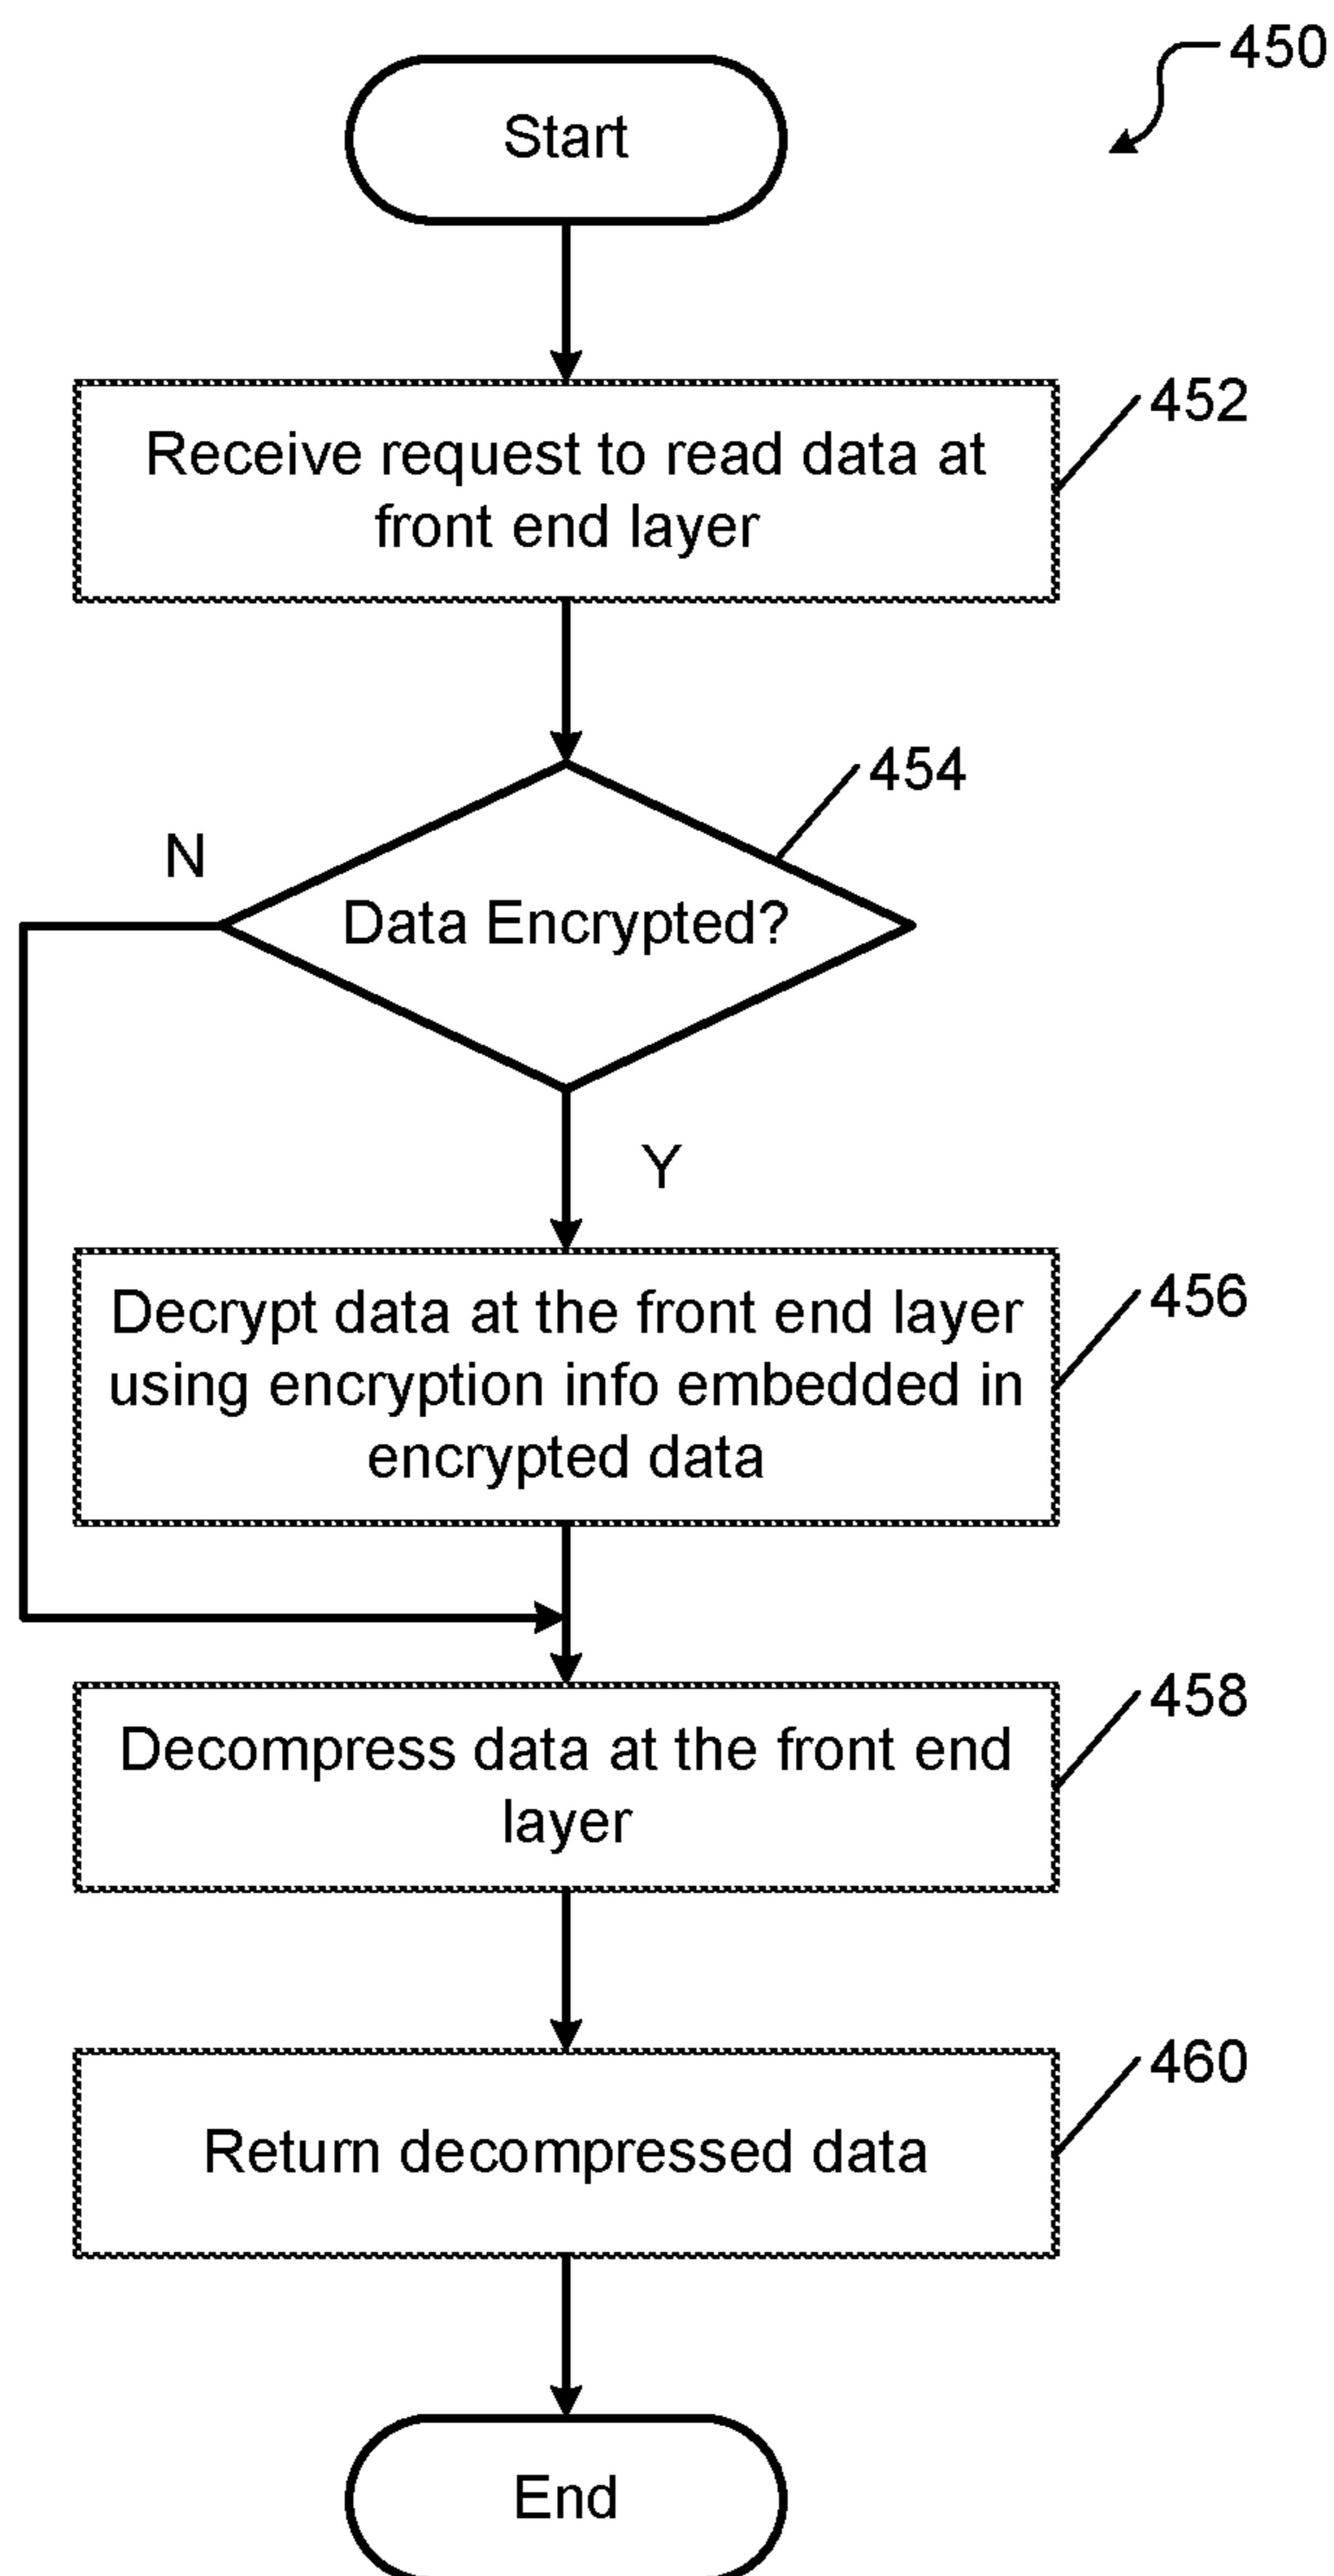 450
Start
452
Receive request to read data at
front end layer
454
N
Data Encrypted?
Y
456
Decrypt data at the front end layer
using encryption info embedded in
encrypted data
458
Decompress data at the front end
layer
460
Return decompressed data
End